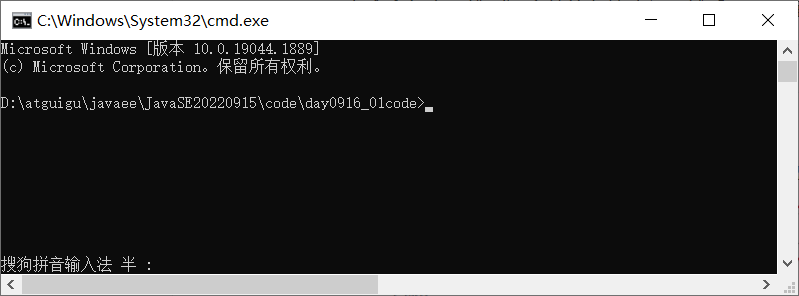 C:\Windows\System32\cmd.exe
Microsoft Windows [版本 10.0.19044.1889]
(c) Microsoft Corporation。保留所有权利。
D:\atguigu\javaee\JavaSE20220915\code\day0916_01code>
搜狗拼音输入法 半 :